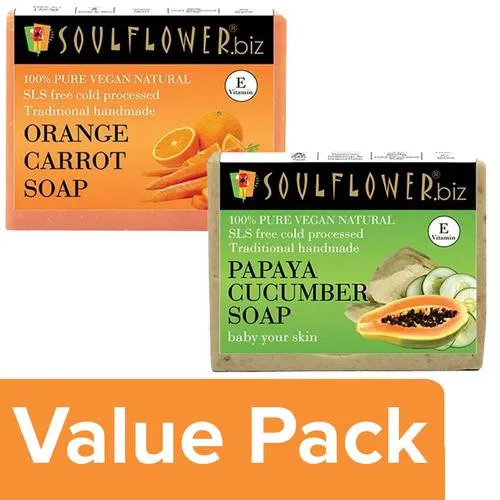 SOULFLOWER®.biz
100% PURE VEGAN NATURAL
SLS free cold processed
Traditional handmade
E
Vitamin
ORANGE
CARROT
SOAP
SOULFLOWER®.biz
100% PURE VEGAN NATURAL
SLS free cold processed
Traditional handmade
E
Vitamin
PAPAYA
CUCUMBER
SOAP
baby your skin
Value Pack